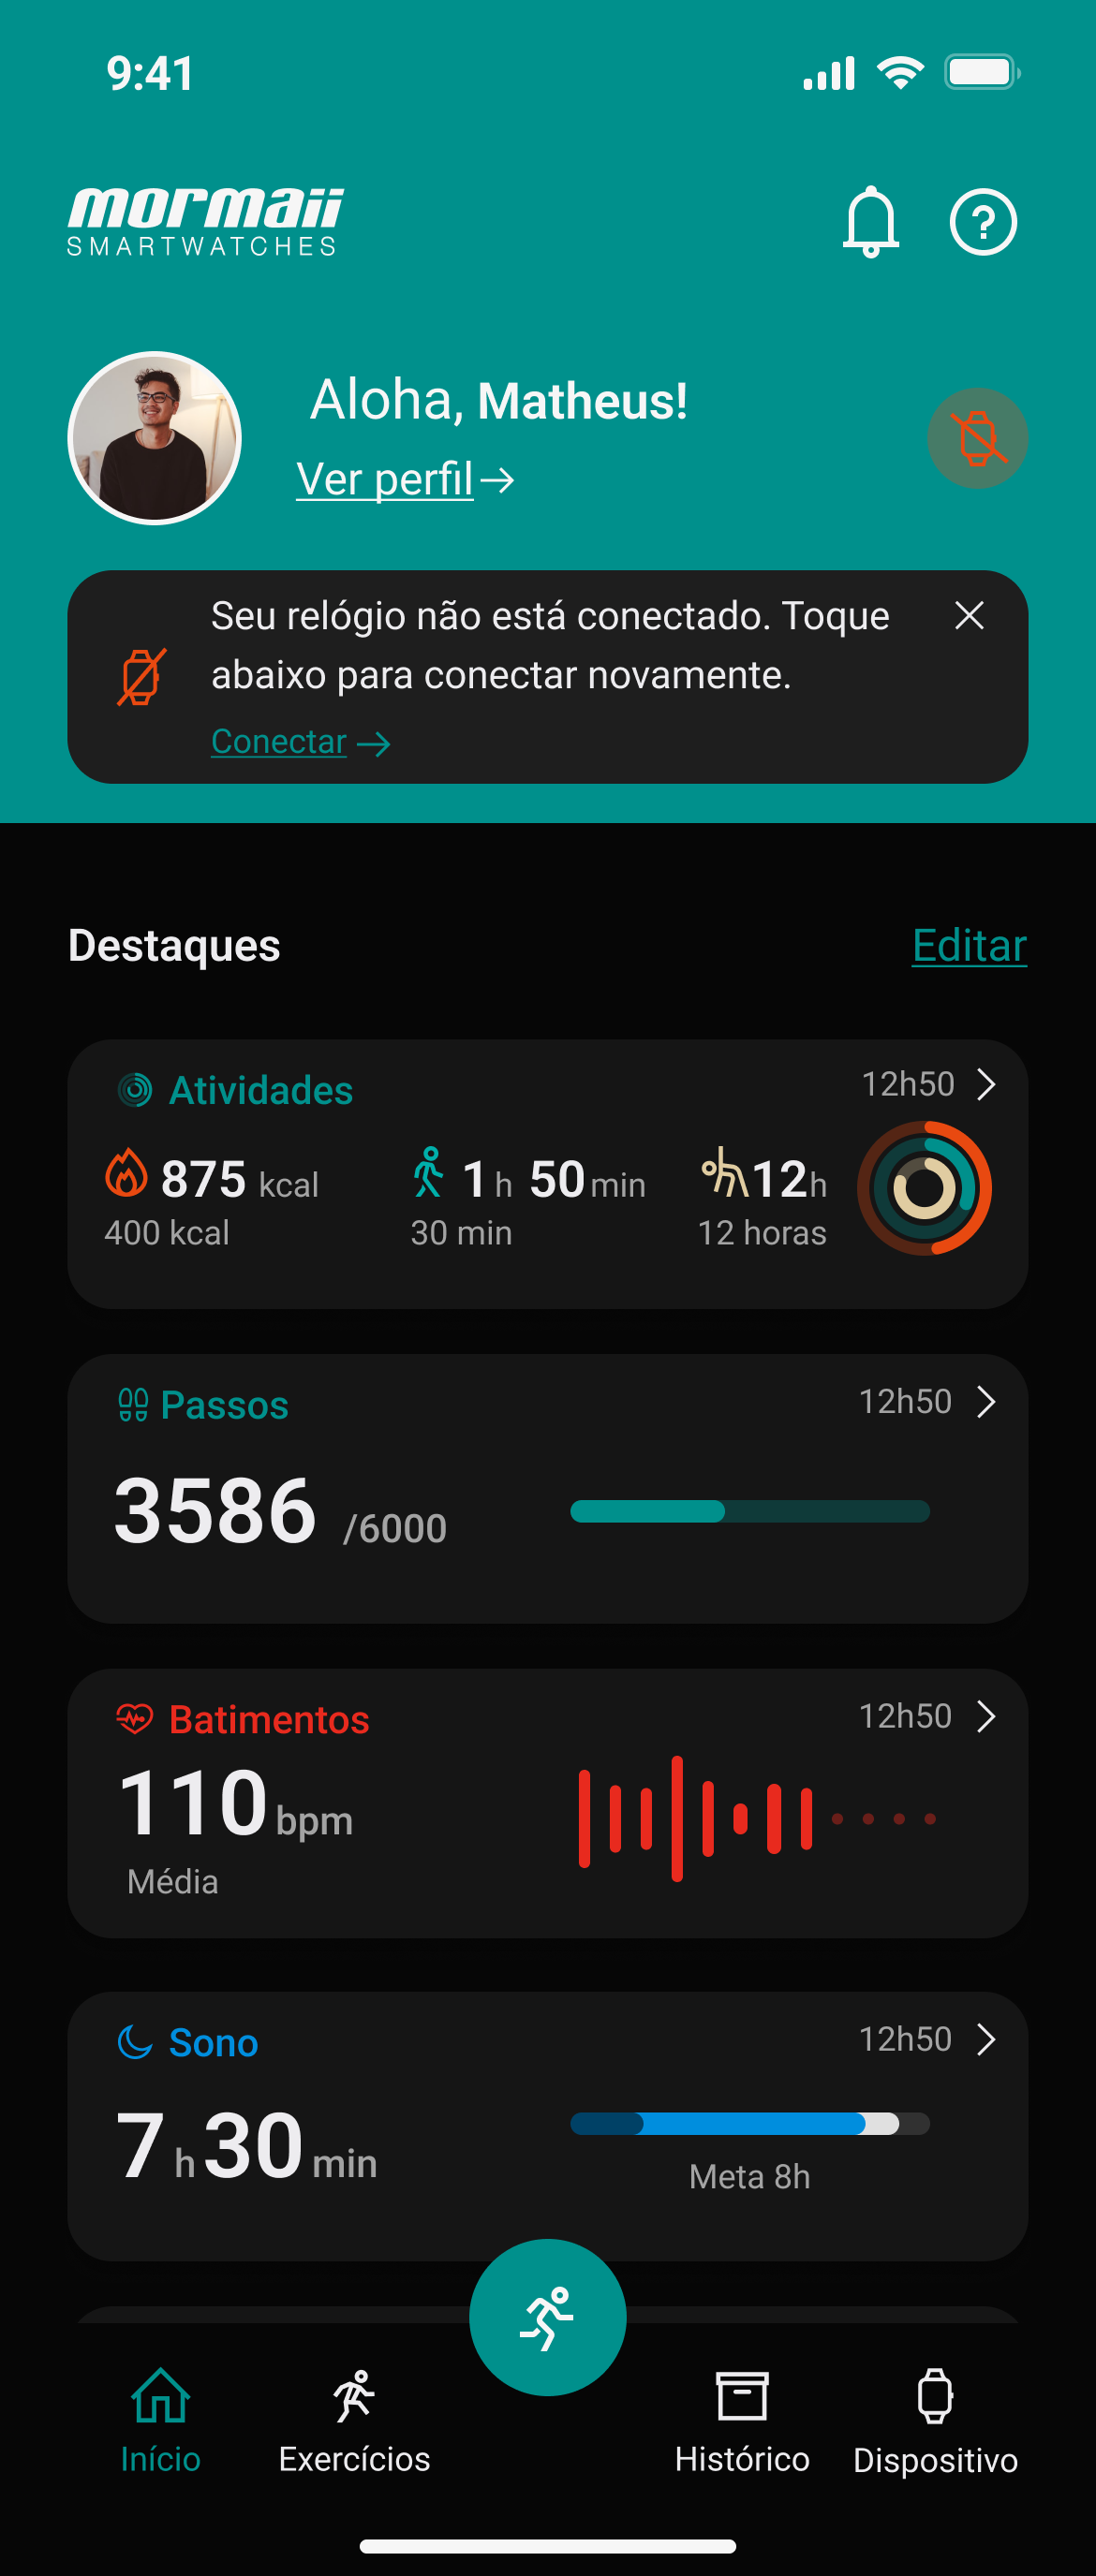 9:41
mormaii
SMARTWATCHES
Aloha, Matheus!
Ver perfil
Seu relógio não está conectado. Toque
abaixo para conectar novamente.
Conectar
Destaques
Editar
Atividades
12h50
875 kcal
1 h 50 min
12h
400 kcal
30 min
12 horas
Passos
12h50
3586 /6000
Batimentos
12h50
110 bpm
Média
Sono
12h50
7 h 30 min
Meta 8h
Início
Exercícios
Histórico
Dispositivo